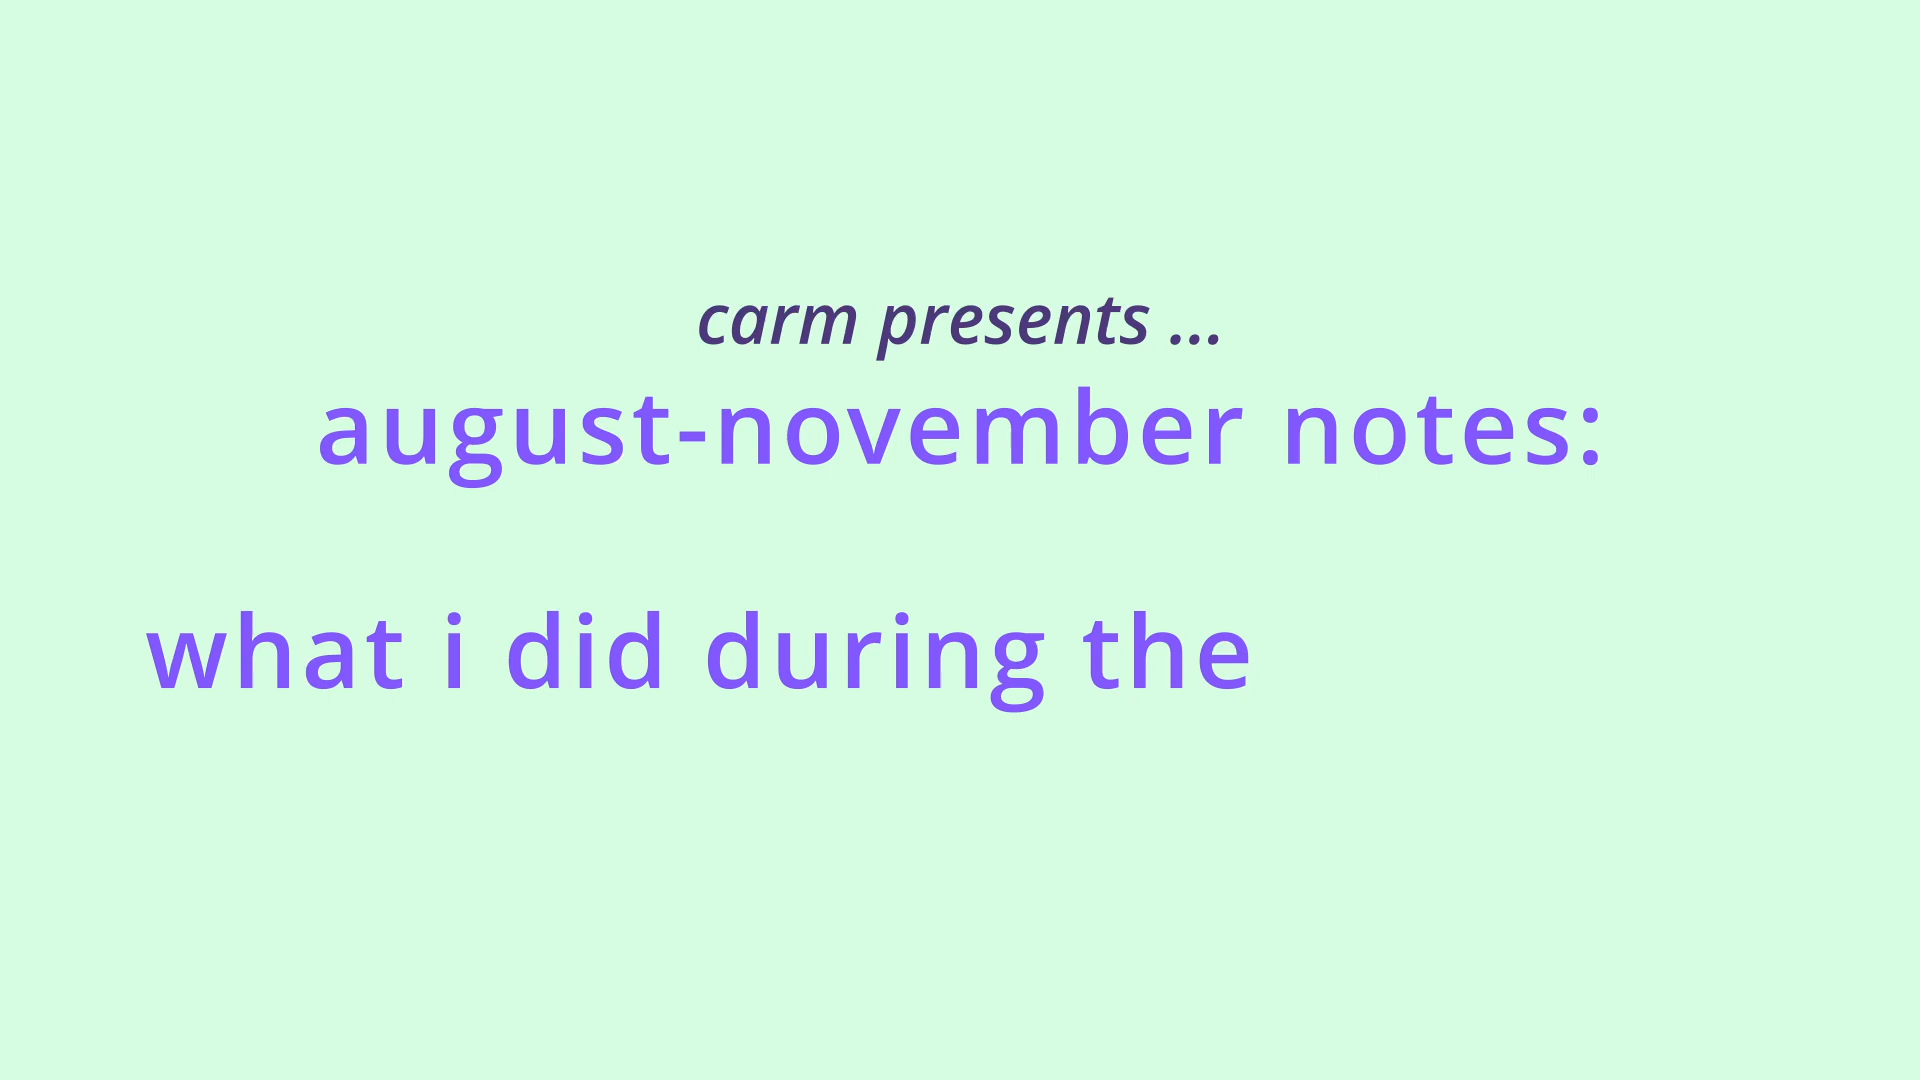 carm presents ...
august-november notes:
what i did during the